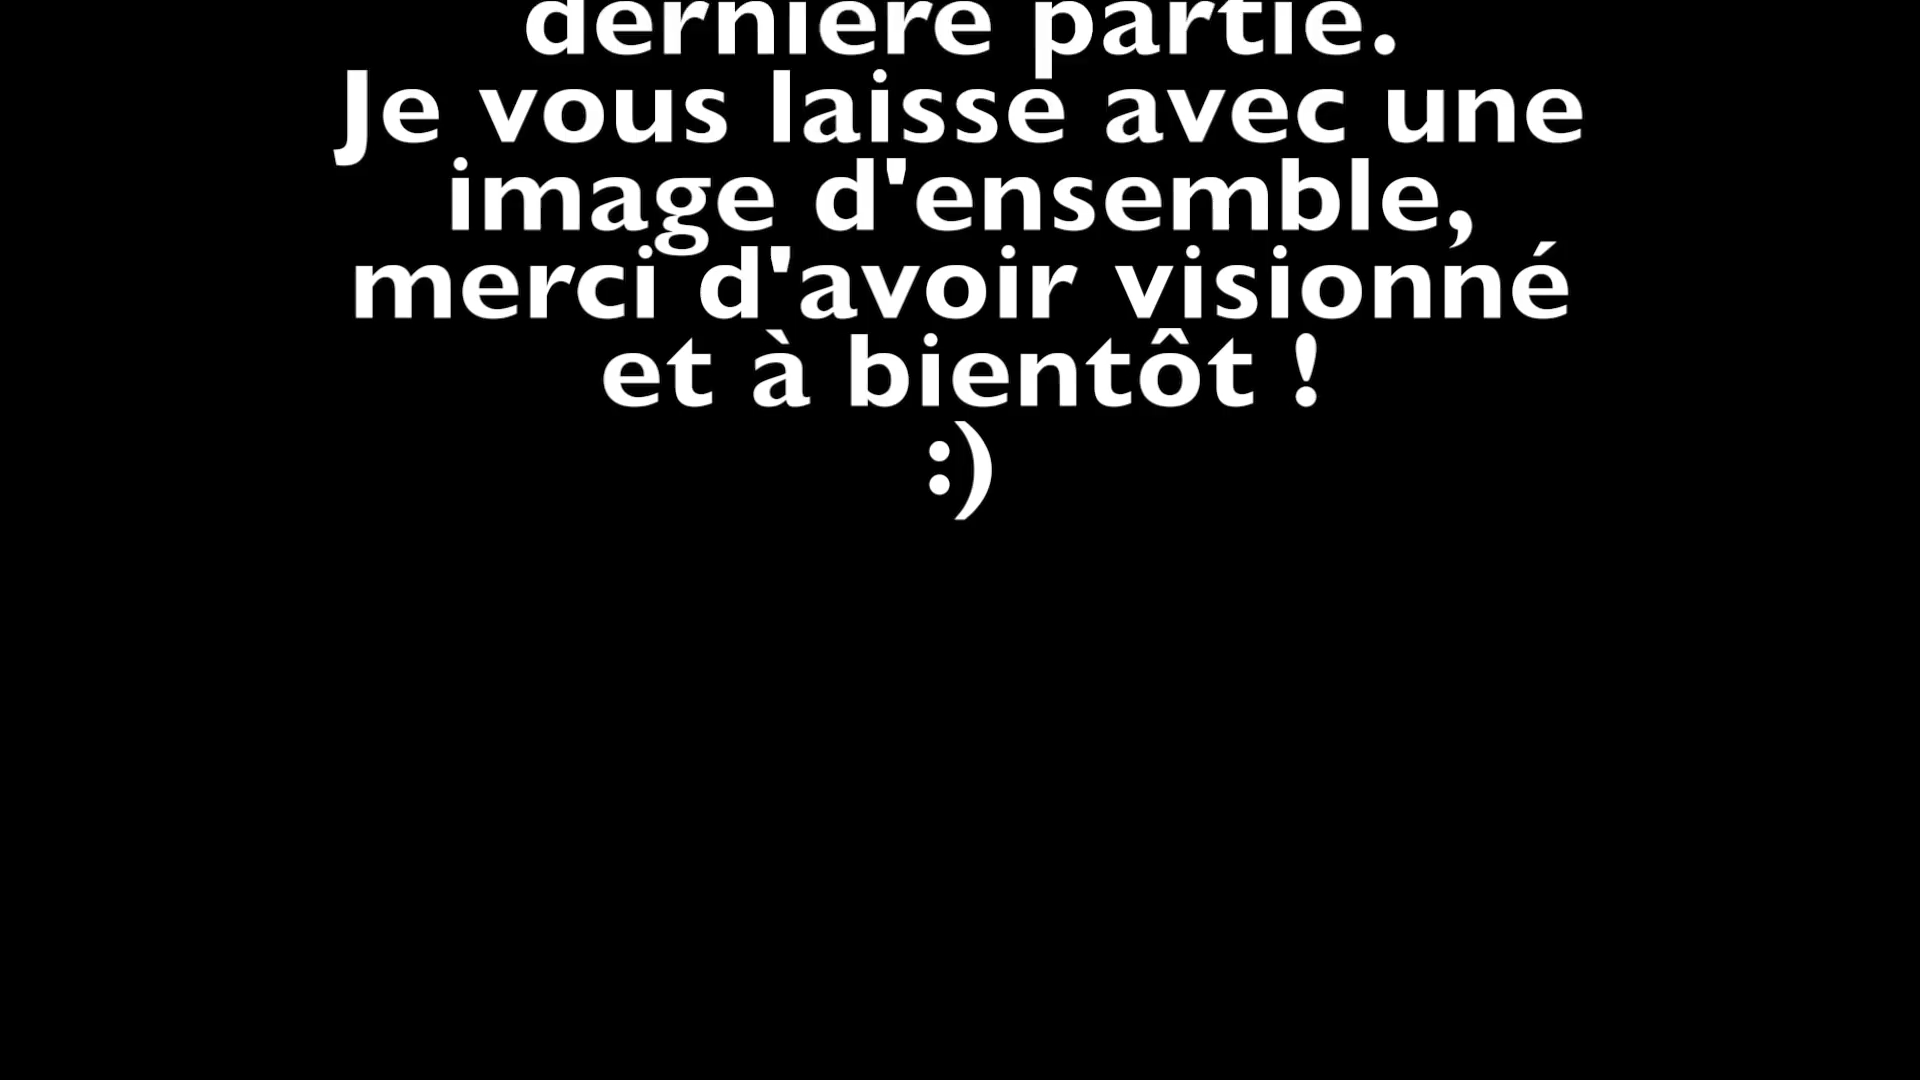 dernière partie.
Je vous laisse avec une
image d'ensemble,
merci d'avoir visionné
et à bientôt !
:)